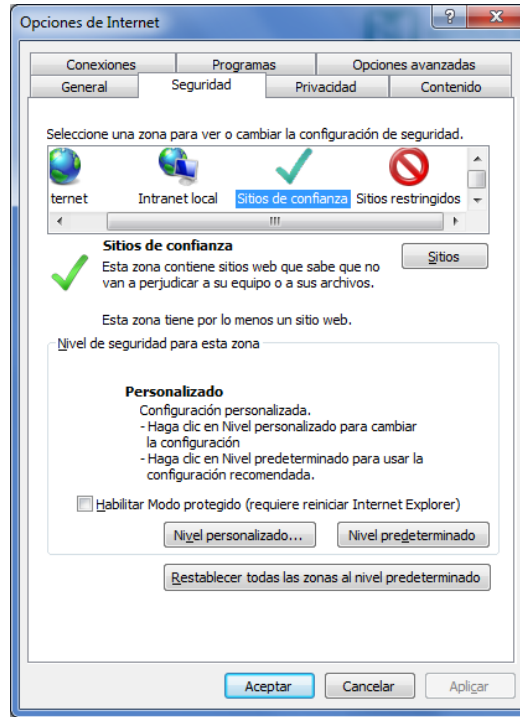 Opciones de Internet
Conexiones Programas Opciones avanzadas
General Seguridad Privacidad Contenido
Seleccione una zona para ver o cambiar la configuración de seguridad.
ternet Intranet local Sitios de confianza Sitios restringidos
Sitios de confianza
Sitios
Esta zona contiene sitios web que sabe que no
van a perjudicar a su equipo o a sus archivos.
Esta zona tiene por lo menos un sitio web.
Nivel de seguridad para esta zona
Personalizado
Configuración personalizada.
- Haga clic en Nivel personalizado para cambiar
la configuración
- Haga clic en Nivel predeterminado para usar la
configuración recomendada.
Habilitar Modo protegido (requiere reiniciar Internet Explorer)
Nivel personalizado... Nivel predeterminado
Restablecer todas las zonas al nivel predeterminado
Aceptar Cancelar Aplicar